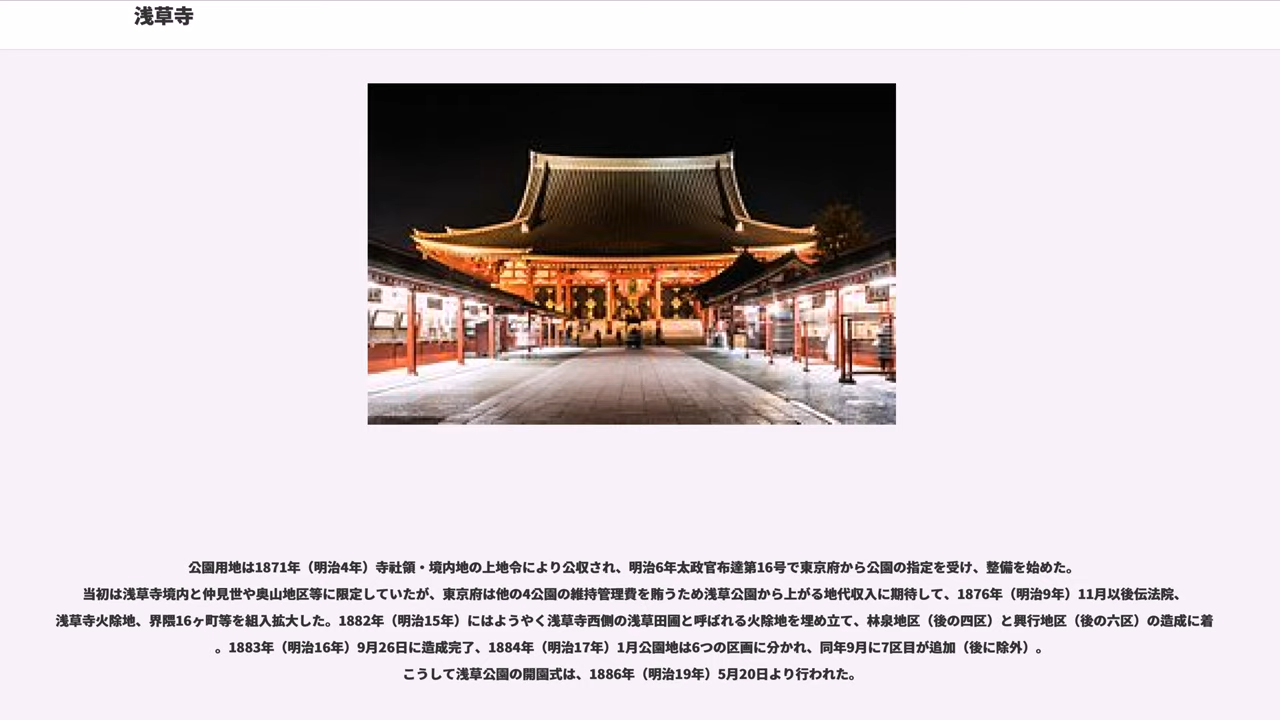 浅草寺
公園用地は1871年（明治4年）寺社領・境内地の上地令により公収され、明治6年太政官布達第16号で東京府から公園の指定を受け、整備を始めた。
当初は浅草寺境内と仲見世や奥山地区等に限定していたが、東京府は他の4公園の維持管理費を賄うため浅草公園から上がる地代収入に期待して、1876年（明治9年）11月以後伝法院、
浅草寺火除地、界隈16ヶ町等を組入拡大した。1882年（明治15年）にはようやく浅草寺西側の浅草田圃と呼ばれる火除地を埋め立て、林泉地区（後の四区）と興行地区（後の六区）の造成に着
。1883年（明治16年）9月26日に造成完了、1884年（明治17年）1月公園地は6つの区画に分かれ、同年9月に7区目が追加（後に除外）。
こうして浅草公園の開園式は、1886年（明治19年）5月20日より行われた。